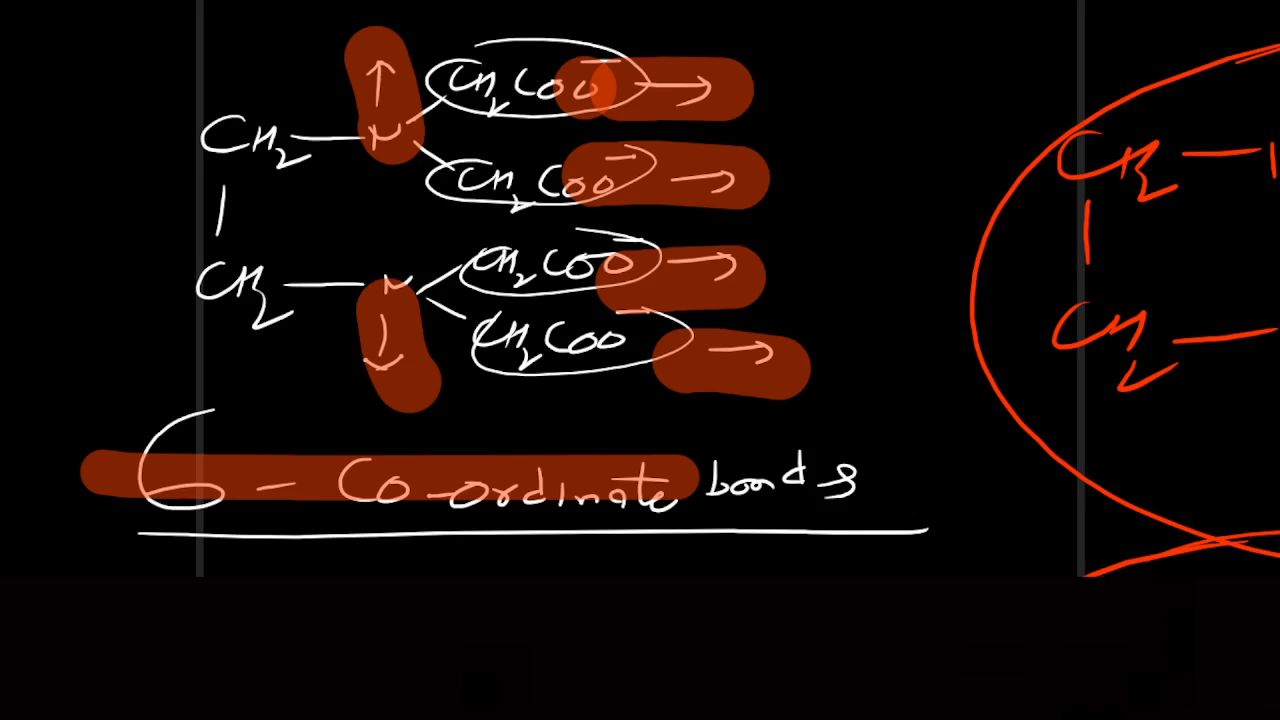 CH2COO⁻ →
CH2 — N
CH2COO⁻ →
CH2 —
CH2COO⁻ →
CH2 — N
CH2COO⁻ →
CH2 —
6 - Co-ordinate bonds